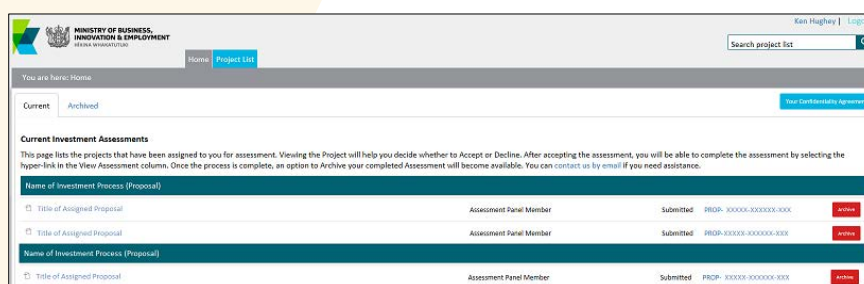 Ken Hughey | Logo
MINISTRY OF BUSINESS,
INNOVATION & EMPLOYMENT
HĪKINA WHAKATUTUKI
Search project list
Home Project List
You are here: Home
Current Archived
Your Confidentiality Agreement
Current Investment Assessments
This page lists the projects that have been assigned to you for assessment. Viewing the Project will help you decide whether to Accept or Decline. After accepting the assessment, you will be able to complete the assessment by selecting the
hyper-link in the View Assessment column. Once the process is complete, an option to Archive your completed Assessment will become available. You can contact us by email if you need assistance.
Name of Investment Process (Proposal)
Title of Assigned Proposal Assessment Panel Member Submitted PROP- XXXXX-XXXXXX-XXX Archive
Title of Assigned Proposal Assessment Panel Member Submitted PROP-XXXXX-XXXXXX-XXX Archive
Name of Investment Process (Proposal)
Title of Assigned Proposal Assessment Panel Member Submitted PROP- XXXXX-XXXXXX-XXX Archive